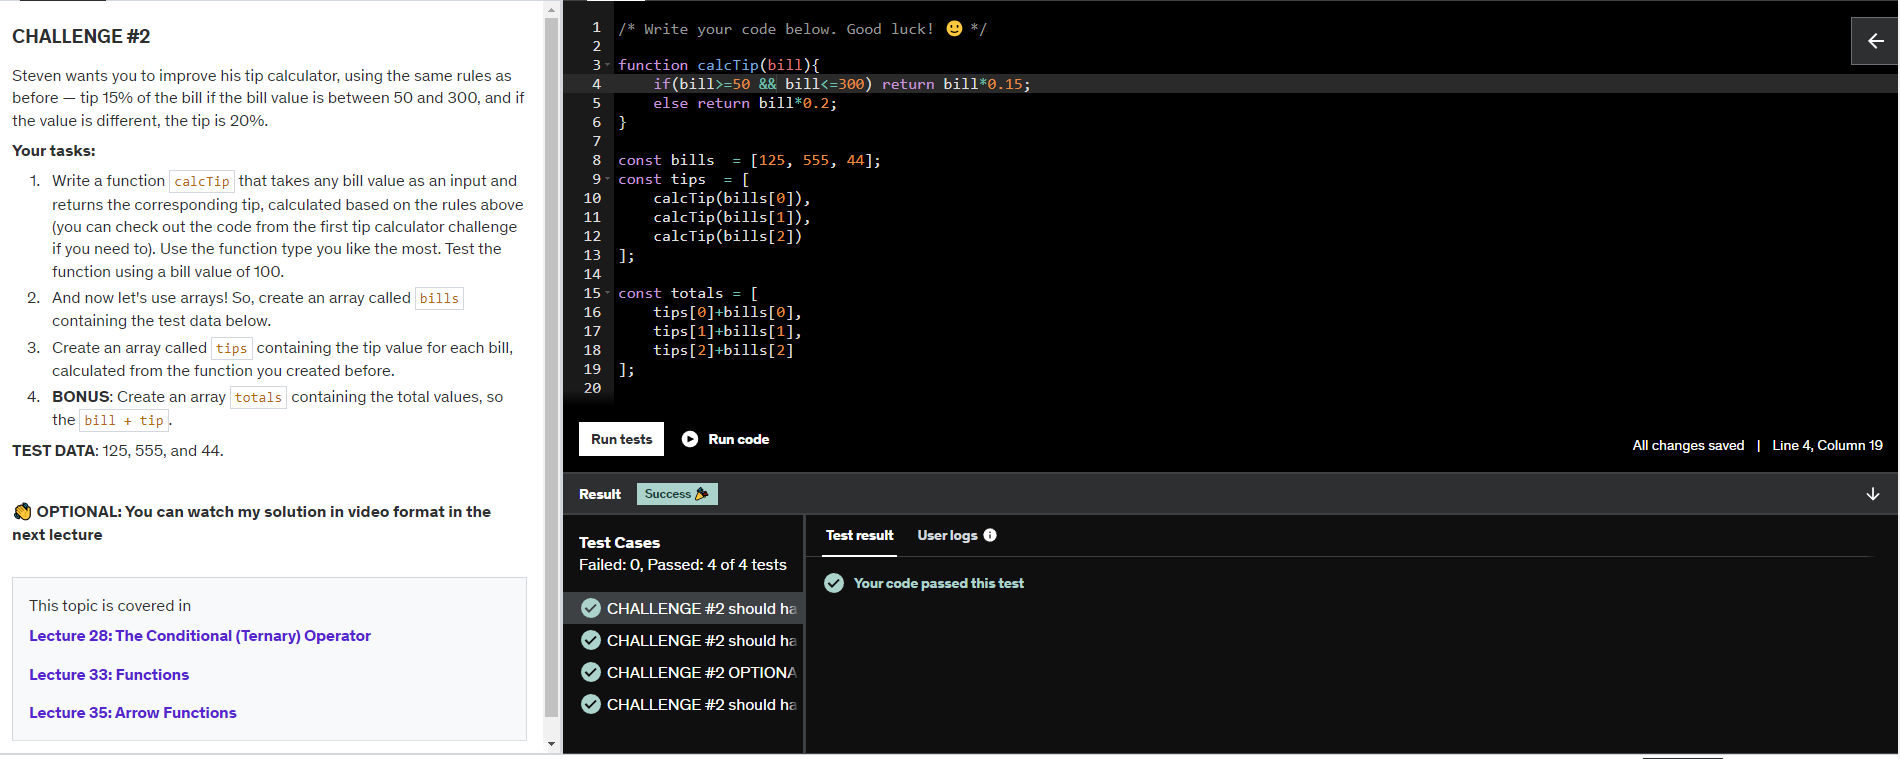 CHALLENGE #2
Steven wants you to improve his tip calculator, using the same rules as
before — tip 15% of the bill if the bill value is between 50 and 300, and if
the value is different, the tip is 20%.
Your tasks:
1. Write a function calcTip that takes any bill value as an input and
returns the corresponding tip, calculated based on the rules above
(you can check out the code from the first tip calculator challenge
if you need to). Use the function type you like the most. Test the
function using a bill value of 100.
2. And now let's use arrays! So, create an array called bills
containing the test data below.
3. Create an array called tips containing the tip value for each bill,
calculated from the function you created before.
4. BONUS: Create an array totals containing the total values, so
the bill + tip.
TEST DATA: 125, 555, and 44.
👏 OPTIONAL: You can watch my solution in video format in the
next lecture
This topic is covered in
Lecture 28: The Conditional (Ternary) Operator
Lecture 33: Functions
Lecture 35: Arrow Functions
1 /* Write your code below. Good luck! 🙂 */
2
3 function calcTip(bill){
4     if(bill>=50 && bill<=300) return bill*0.15;
5     else return bill*0.2;
6 }
7
8 const bills  = [125, 555, 44];
9 const tips  = [
10     calcTip(bills[0]),
11     calcTip(bills[1]),
12     calcTip(bills[2])
13 ];
14
15 const totals = [
16     tips[0]+bills[0],
17     tips[1]+bills[1],
18     tips[2]+bills[2]
19 ];
20
Run tests Run code
All changes saved | Line 4, Column 19
Result Success 🎉
Test Cases
Failed: 0, Passed: 4 of 4 tests
CHALLENGE #2 should ha
CHALLENGE #2 should ha
CHALLENGE #2 OPTIONA
CHALLENGE #2 should ha
Test result User logs
Your code passed this test